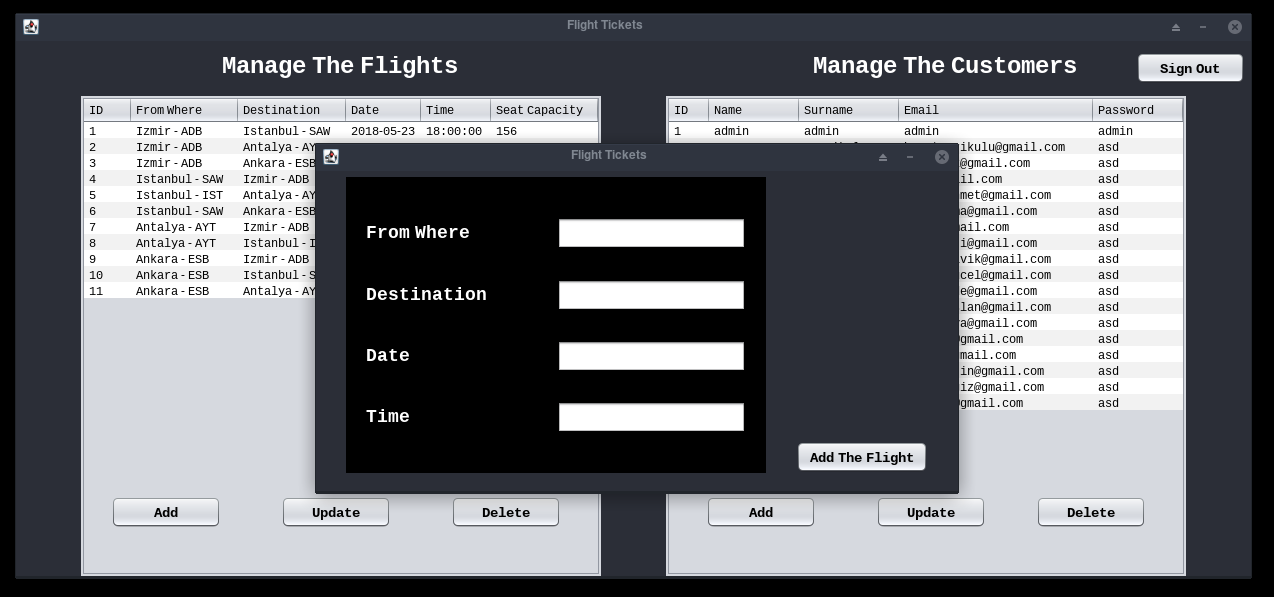 Flight Tickets
Manage The Flights
Manage The Customers
Sign Out
ID From Where Destination Date Time Seat Capacity
1 Izmir - ADB Istanbul - SAW 2018-05-23 18:00:00 156
2 Izmir - ADB Antalya - AY
3 Izmir - ADB Ankara - ESB
4 Istanbul - SAW Izmir - ADB
5 Istanbul - IST Antalya - AY
6 Istanbul - SAW Ankara - ESB
7 Antalya - AYT Izmir - ADB
8 Antalya - AYT Istanbul - I
9 Ankara - ESB Izmir - ADB
10 Ankara - ESB Istanbul - S
11 Ankara - ESB Antalya - AY
Add Update Delete
ID Name Surname Email Password
1 admin admin admin admin
ikulu@gmail.com asd
@gmail.com asd
il.com asd
met@gmail.com asd
a@gmail.com asd
ail.com asd
i@gmail.com asd
vik@gmail.com asd
cel@gmail.com asd
e@gmail.com asd
lan@gmail.com asd
a@gmail.com asd
@gmail.com asd
mail.com asd
in@gmail.com asd
iz@gmail.com asd
@gmail.com asd
Add Update Delete
Flight Tickets
From Where
Destination
Date
Time
Add The Flight